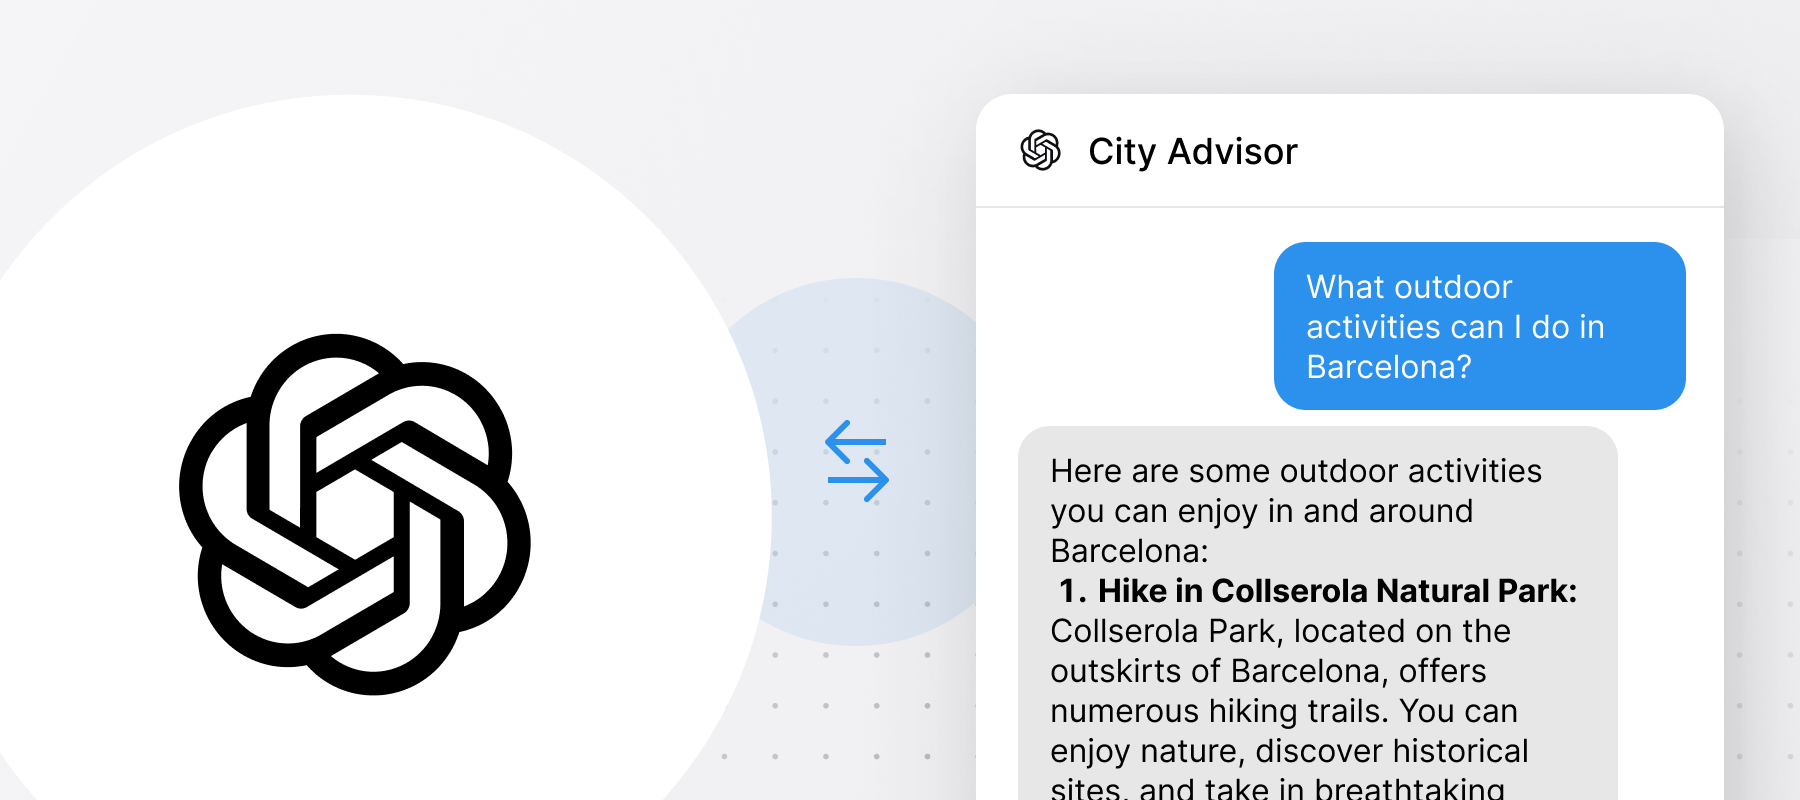 City Advisor
What outdoor
activities can I do in
Barcelona?
Here are some outdoor activities
you can enjoy in and around
Barcelona:
1. Hike in Collserola Natural Park:
Collserola Park, located on the
outskirts of Barcelona, offers
numerous hiking trails. You can
enjoy nature, discover historical
sites, and take in breathtaking